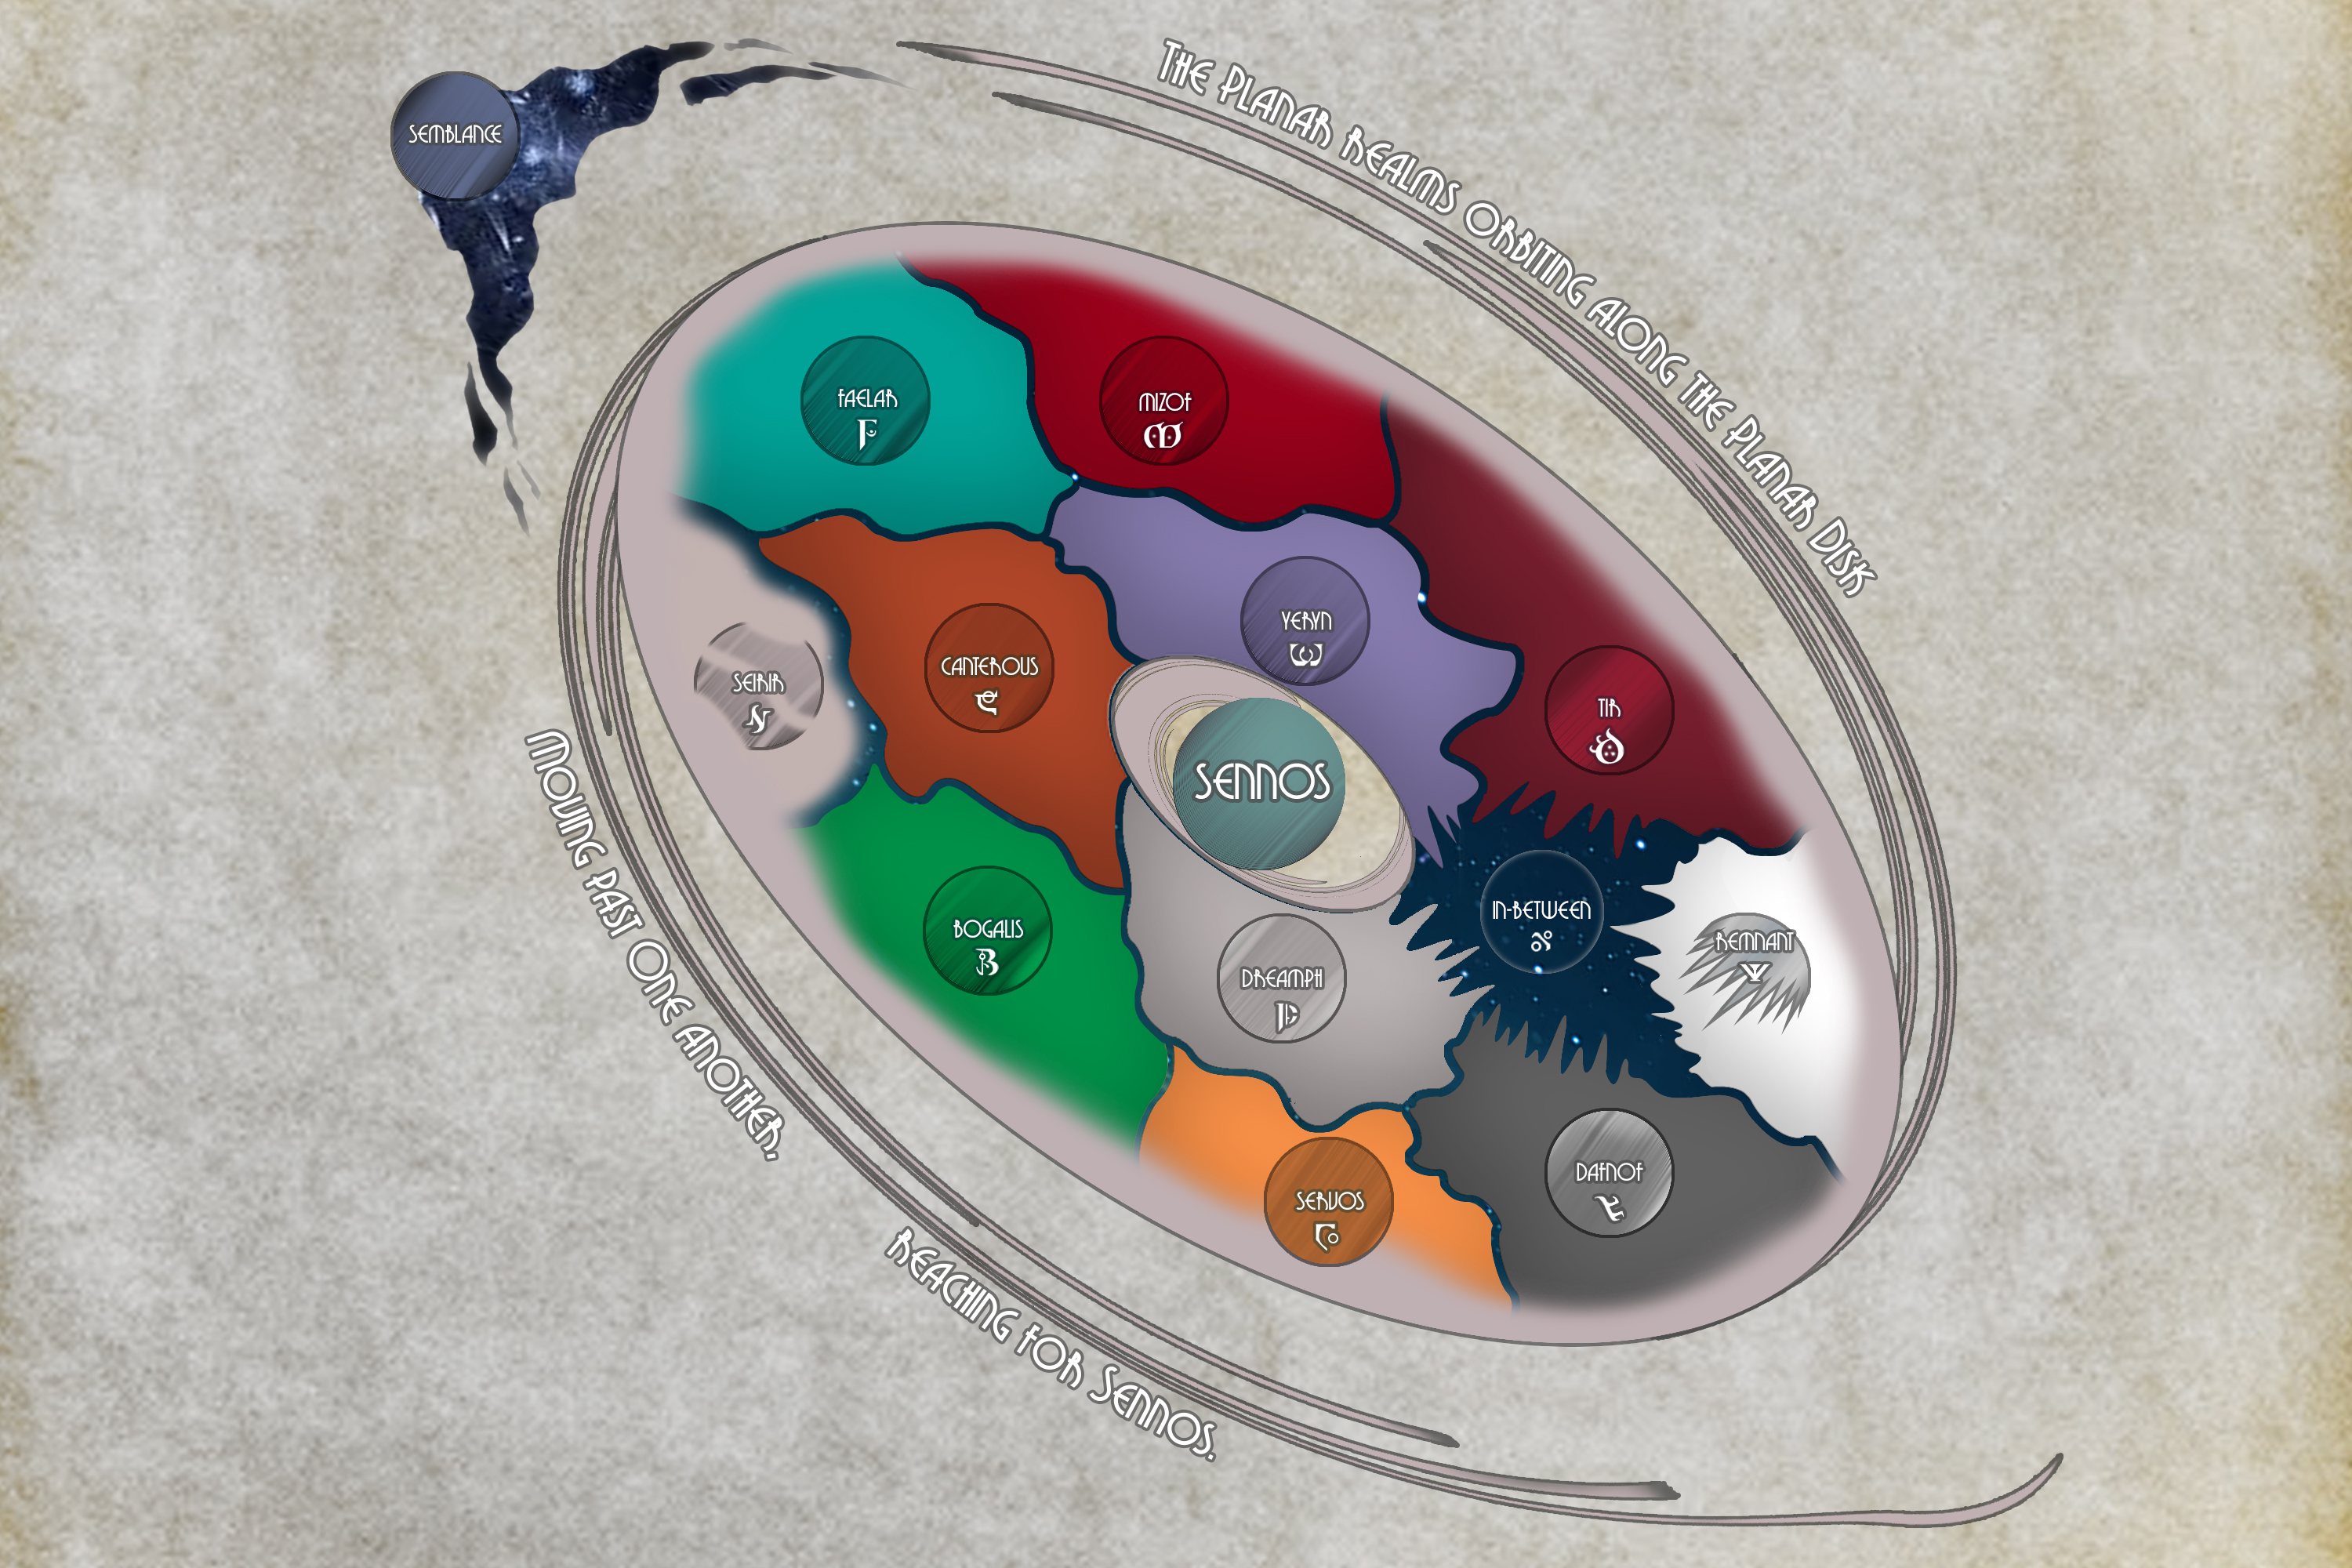 SEMBLANCE
THE PLANAR REALMS ORBITING ALONG THE PLANAR DISK
FAELAR
MIZOF
VERYN
CANTEROUS
SEIRIR
TIR
SENNOS
IN-BETWEEN
BOGALIS
REMNANT
DREAMPH
DAFNOF
SERVOS
MOVING PAST ONE ANOTHER,
REACHING FOR SENNOS.